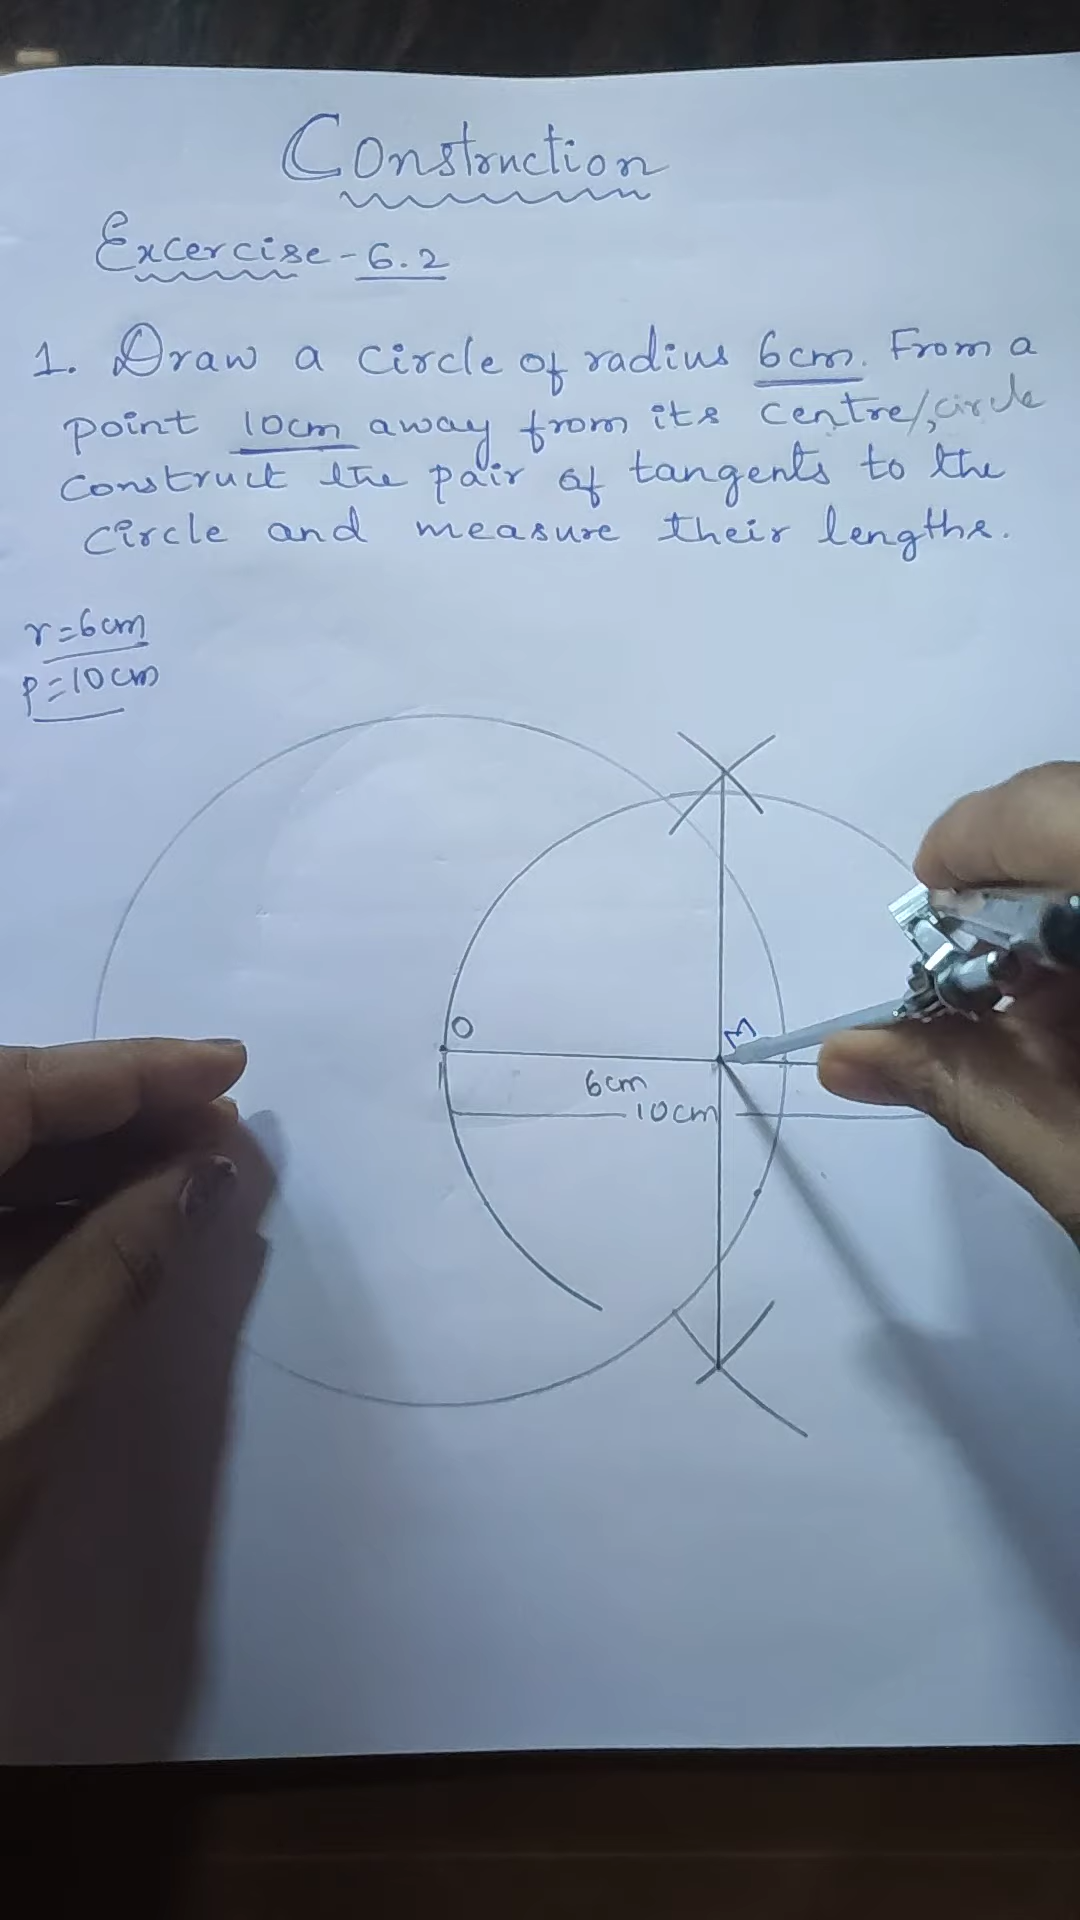 Construction
Excercise-6.2
1. Draw a circle of radius 6cm. From a
point 10cm away from its centre/,circle
construct the pair of tangents to the
circle and measure their lengths.
r=6cm
P=10cm
O
M
6cm
10cm